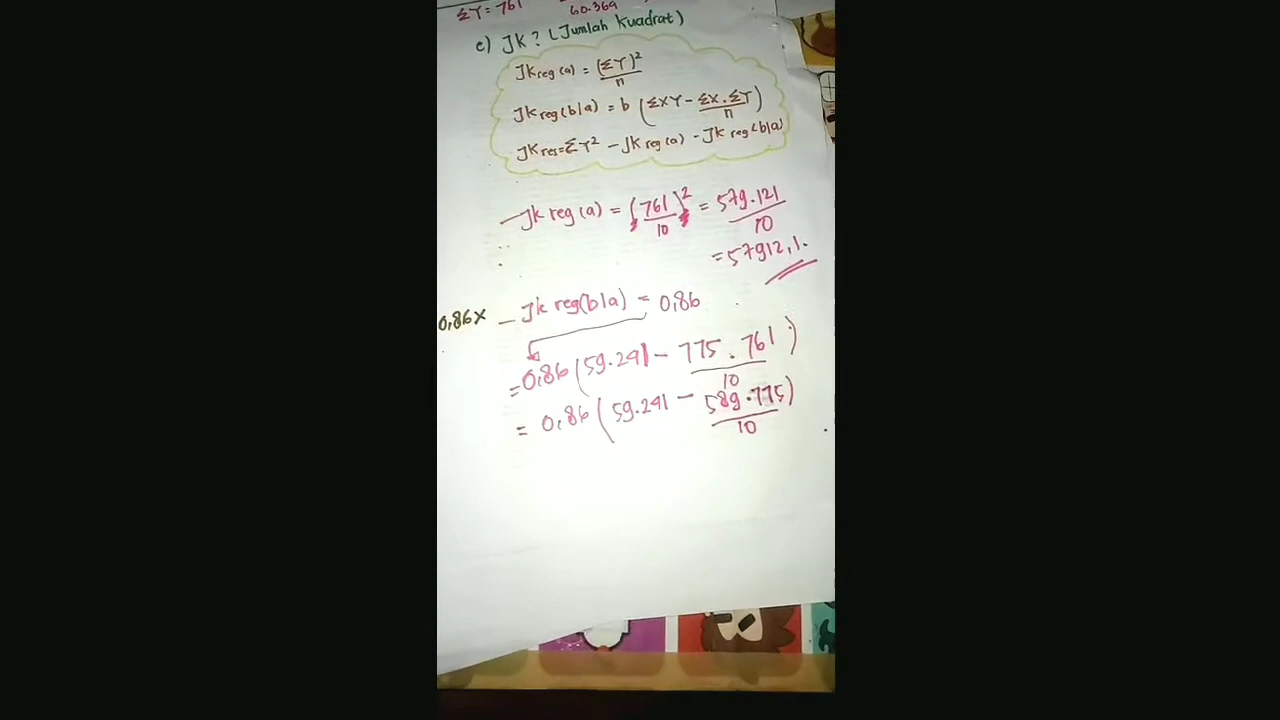 ΣY = 761 60.369
e) JK ? (Jumlah Kuadrat)
JKreg(a) = (ΣY)²/n
JKreg(b|a) = b (ΣXY - ΣX.ΣY/n)
JKres=ΣY² - JKreg(a) - JKreg(b|a)
- JK reg(a) = (761/10)² = 579.121/10
= 57912,1.
0,86X - JK reg(b|a) = 0,86
= 0,86 (59.291 - 775.761/10)
= 0,86 (59.291 - 589.775/10)